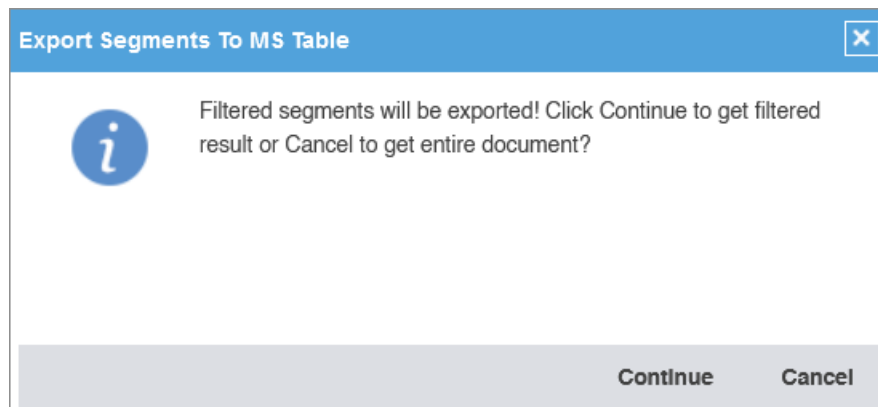 Export Segments To MS Table
Filtered segments will be exported! Click Continue to get filtered
result or Cancel to get entire document?
Continue Cancel